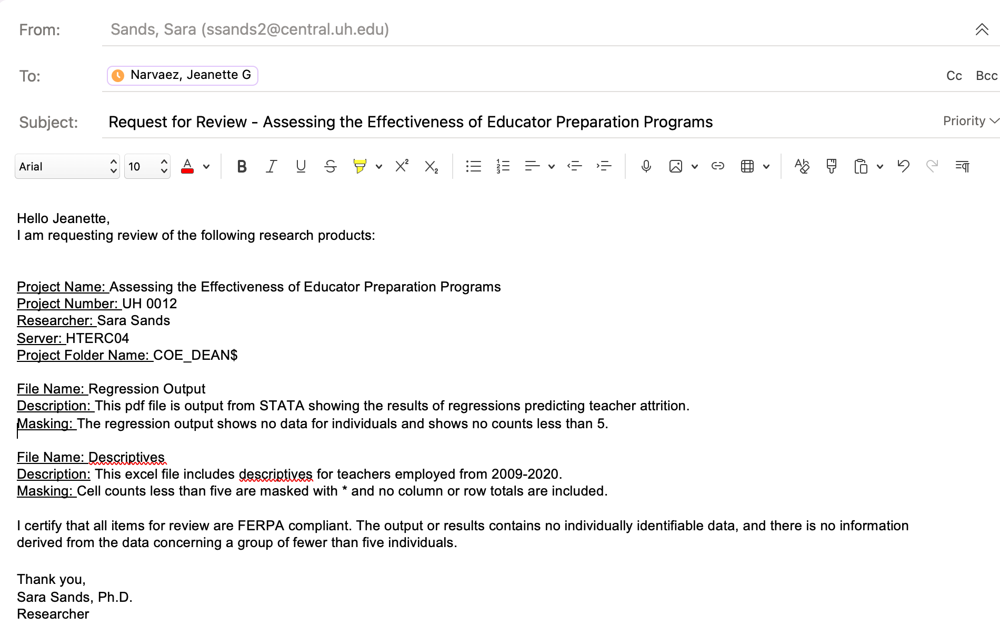 From: Sands, Sara (ssands2@central.uh.edu)
To: Narvaez, Jeanette G Cc Bcc
Subject: Request for Review - Assessing the Effectiveness of Educator Preparation Programs Priority
Arial 10
Hello Jeanette,
I am requesting review of the following research products:
Project Name: Assessing the Effectiveness of Educator Preparation Programs
Project Number: UH 0012
Researcher: Sara Sands
Server: HTERC04
Project Folder Name: COE_DEAN$
File Name: Regression Output
Description: This pdf file is output from STATA showing the results of regressions predicting teacher attrition.
Masking: The regression output shows no data for individuals and shows no counts less than 5.
File Name: Descriptives
Description: This excel file includes descriptives for teachers employed from 2009-2020.
Masking: Cell counts less than five are masked with * and no column or row totals are included.
I certify that all items for review are FERPA compliant. The output or results contains no individually identifiable data, and there is no information
derived from the data concerning a group of fewer than five individuals.
Thank you,
Sara Sands, Ph.D.
Researcher